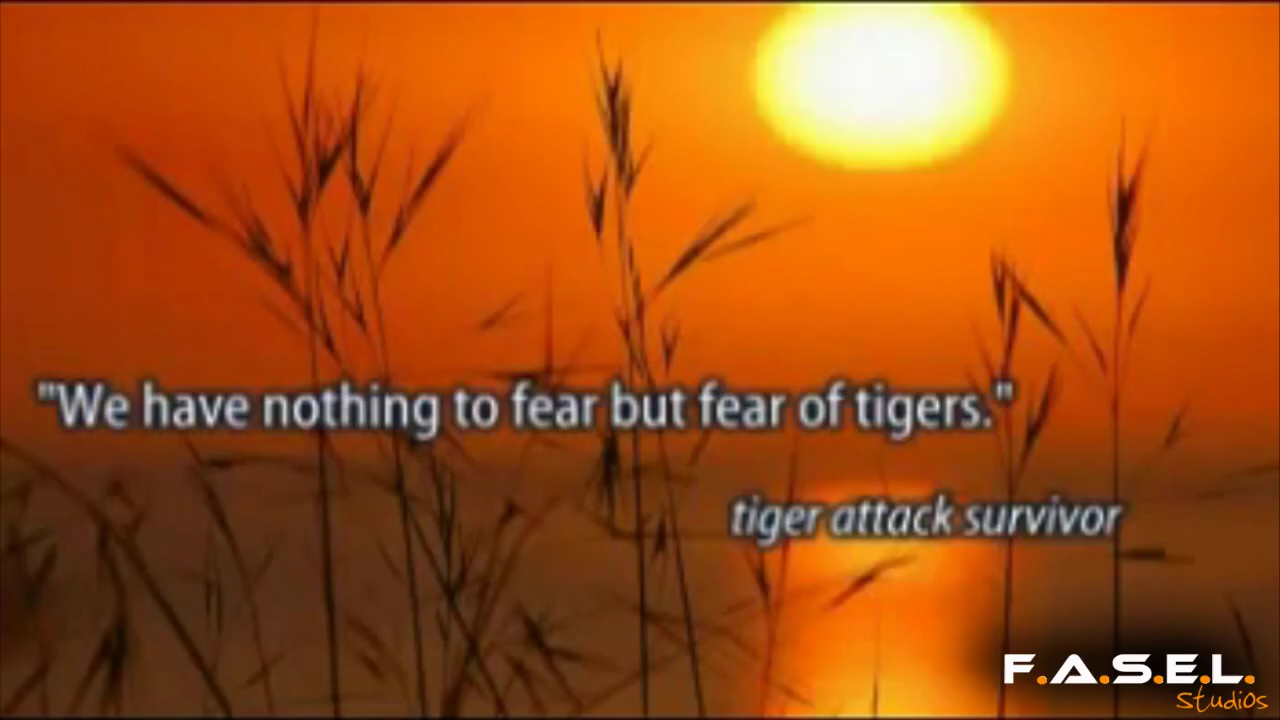 "We have nothing to fear but fear of tigers."
tiger attack survivor
F.A.S.E.L.
StudiOs